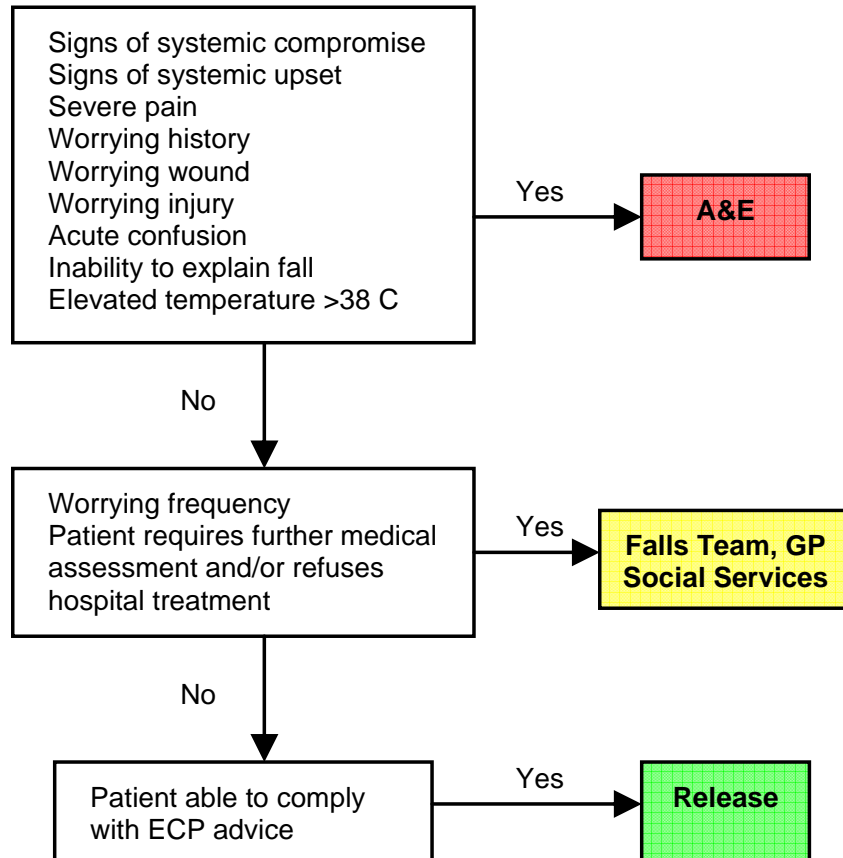 Signs of systemic compromise
Signs of systemic upset
Severe pain
Worrying history
Worrying wound
Worrying injury
Acute confusion
Inability to explain fall
Elevated temperature >38 C
Yes
A&E
No
Worrying frequency
Patient requires further medical
assessment and/or refuses
hospital treatment
Yes
Falls Team, GP
Social Services
No
Patient able to comply
with ECP advice
Yes
Release